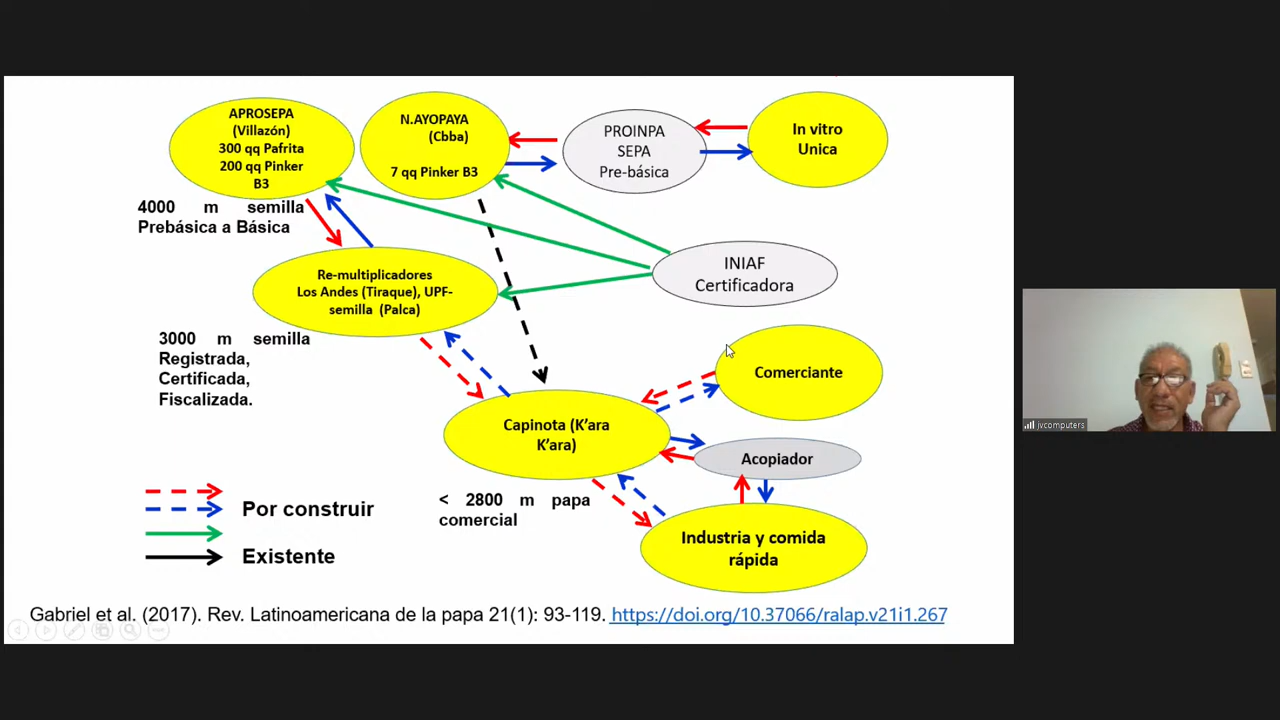 APROSEPA
(Villazón)
300 qq Pafrita
200 qq Pinker
B3
N.AYOPAYA
(Cbba)
7 qq Pinker B3
PROINPA
SEPA
Pre-básica
In vitro
Unica
4000 m semilla
Prebásica a Básica
INIAF
Certificadora
Re-multiplicadores
Los Andes (Tiraque), UPF-
semilla (Palca)
3000 m semilla
Registrada,
Certificada,
Fiscalizada.
Comerciante
Capinota (K’ara
K’ara)
Acopiador
< 2800 m papa
comercial
Industria y comida
rápida
Por construir
Existente
Gabriel et al. (2017). Rev. Latinoamericana de la papa 21(1): 93-119. https://doi.org/10.37066/ralap.v21i1.267
jvcomputers